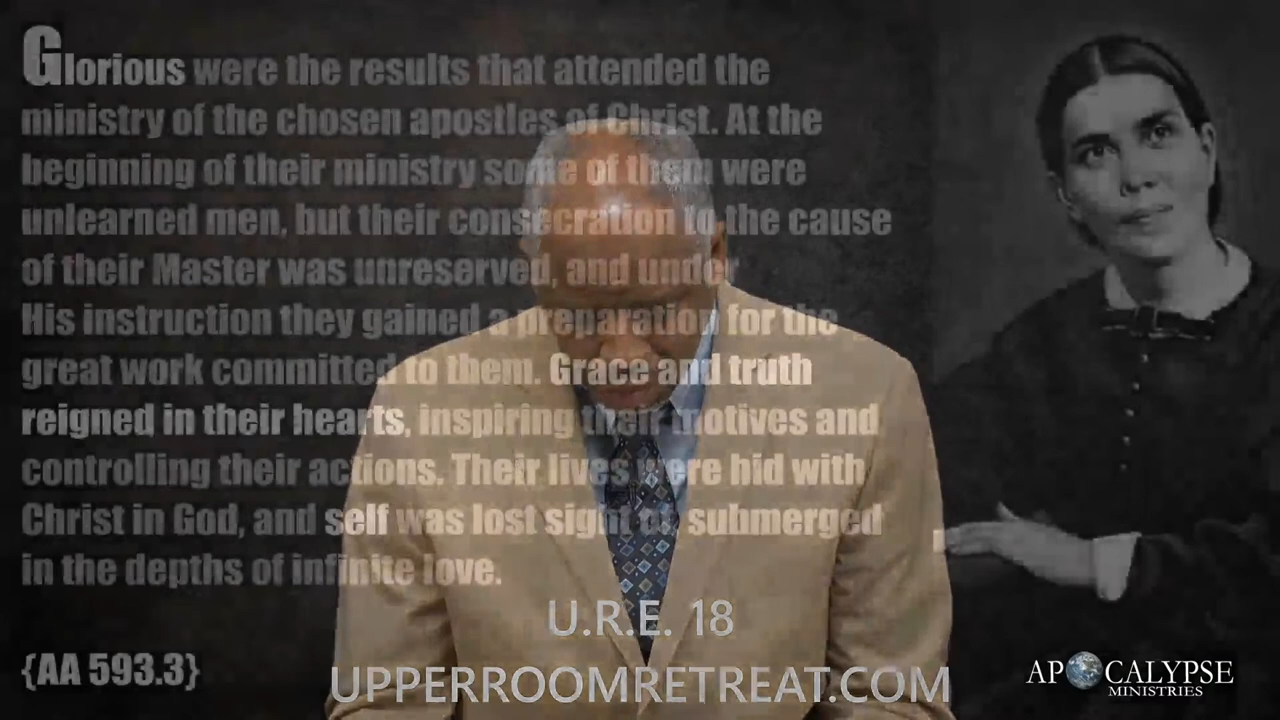 Glorious were the results that attended the
ministry of the chosen apostles of Christ. At the
beginning of their ministry some of them were
unlearned men, but their consecration to the cause
of their Master was unreserved, and under
His instruction they gained a preparation for the
great work committed to them. Grace and truth
reigned in their hearts, inspiring their motives and
controlling their actions. Their lives were hid with
Christ in God, and self was lost sight of, submerged
in the depths of infinite love.
U.R.E. 18
{AA 593.3}
UPPERROOMRETREAT.COM
APOCALYPSE
MINISTRIES